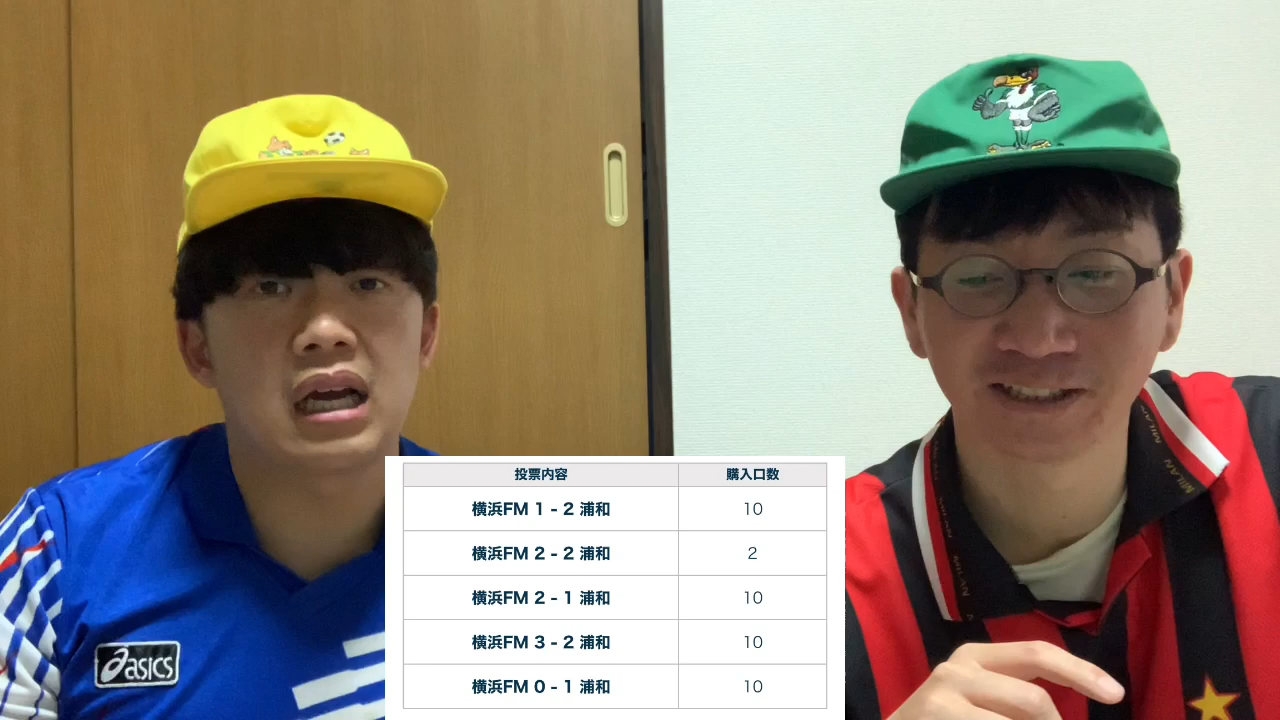 投票内容 購入口数
横浜FM 1 - 2 浦和 10
横浜FM 2 - 2 浦和 2
横浜FM 2 - 1 浦和 10
横浜FM 3 - 2 浦和 10
横浜FM 0 - 1 浦和 10
asics
MILAN
MILAN